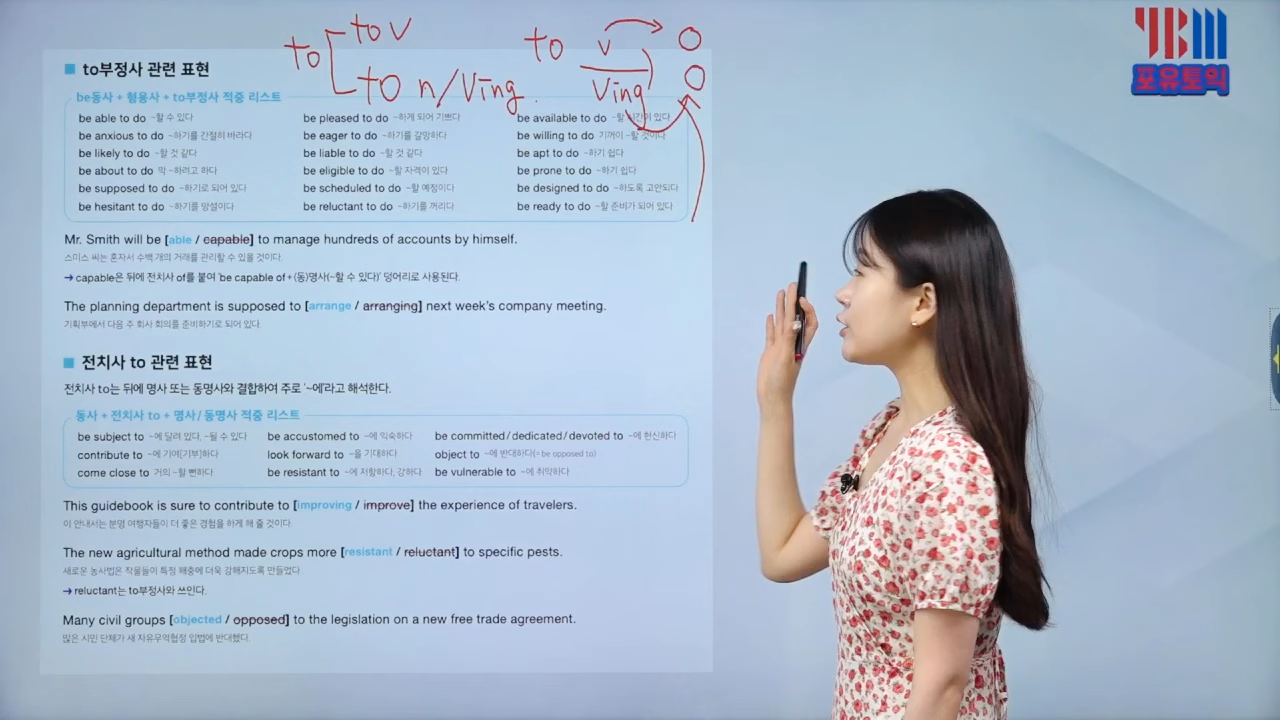 YBM
포유토익
to
to V
to n/Ving.
to
V
Ving
to부정사 관련 표현
be동사 + 형용사 + to부정사 적중 리스트
be able to do ~할 수 있다
be pleased to do ~하게 되어 기쁘다
be available to do ~할 시간이 있다
be anxious to do ~하기를 간절히 바라다
be eager to do ~하기를 갈망하다
be willing to do 기꺼이 ~할 것이다
be likely to do ~할 것 같다
be liable to do ~할 것 같다
be apt to do ~하기 쉽다
be about to do 막 ~하려고 하다
be eligible to do ~할 자격이 있다
be prone to do ~하기 쉽다
be supposed to do ~하기로 되어 있다
be scheduled to do ~할 예정이다
be designed to do ~하도록 고안되다
be hesitant to do ~하기를 망설이다
be reluctant to do ~하기를 꺼리다
be ready to do ~할 준비가 되어 있다
Mr. Smith will be [able / capable] to manage hundreds of accounts by himself.
스미스 씨는 혼자서 수백 개의 거래를 관리할 수 있을 것이다.
→ capable은 뒤에 전치사 of를 붙여 'be capable of + (동)명사(~할 수 있다)' 덩어리로 사용된다.
The planning department is supposed to [arrange / arranging] next week's company meeting.
기획부에서 다음 주 회사 회의를 준비하기로 되어 있다.
전치사 to 관련 표현
전치사 to는 뒤에 명사 또는 동명사와 결합하여 주로 '~에'라고 해석한다.
동사 + 전치사 to + 명사/동명사 적중 리스트
be subject to ~에 달려 있다, ~될 수 있다
be accustomed to ~에 익숙하다
be committed/dedicated/devoted to ~에 헌신하다
contribute to ~에 기여[기부]하다
look forward to ~을 기대하다
object to ~에 반대하다(= be opposed to)
come close to 거의 ~할 뻔하다
be resistant to ~에 저항하다, 강하다
be vulnerable to ~에 취약하다
This guidebook is sure to contribute to [improving / improve] the experience of travelers.
이 안내서는 분명 여행자들이 더 좋은 경험을 하게 해 줄 것이다.
The new agricultural method made crops more [resistant / reluctant] to specific pests.
새로운 농사법은 작물들이 특정 해충에 더욱 강해지도록 만들었다.
→ reluctant는 to부정사와 쓰인다.
Many civil groups [objected / opposed] to the legislation on a new free trade agreement.
많은 시민 단체가 새 자유무역협정 입법에 반대했다.